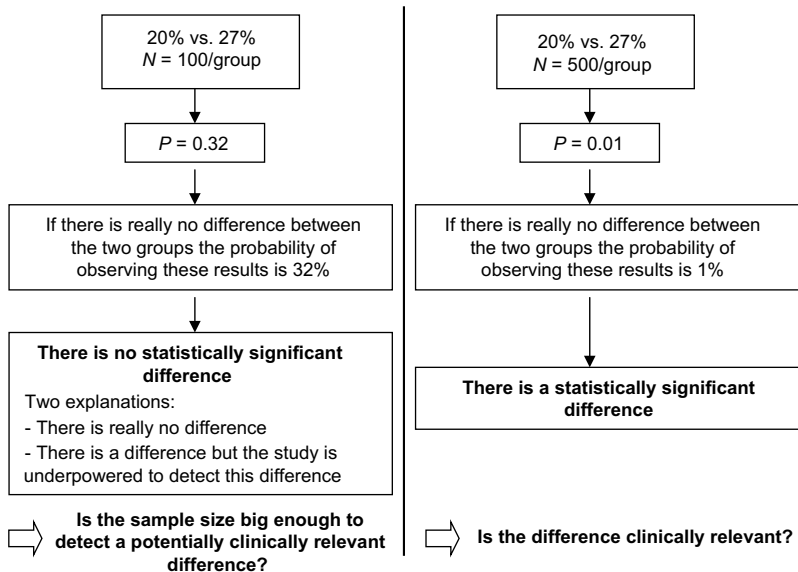 20% vs. 27%
N = 100/group
P = 0.32
If there is really no difference between
the two groups the probability of
observing these results is 32%
There is no statistically significant
difference
Two explanations:
- There is really no difference
- There is a difference but the study is
underpowered to detect this difference
Is the sample size big enough to
detect a potentially clinically relevant
difference?
20% vs. 27%
N = 500/group
P = 0.01
If there is really no difference between
the two groups the probability of
observing these results is 1%
There is a statistically significant
difference
Is the difference clinically relevant?